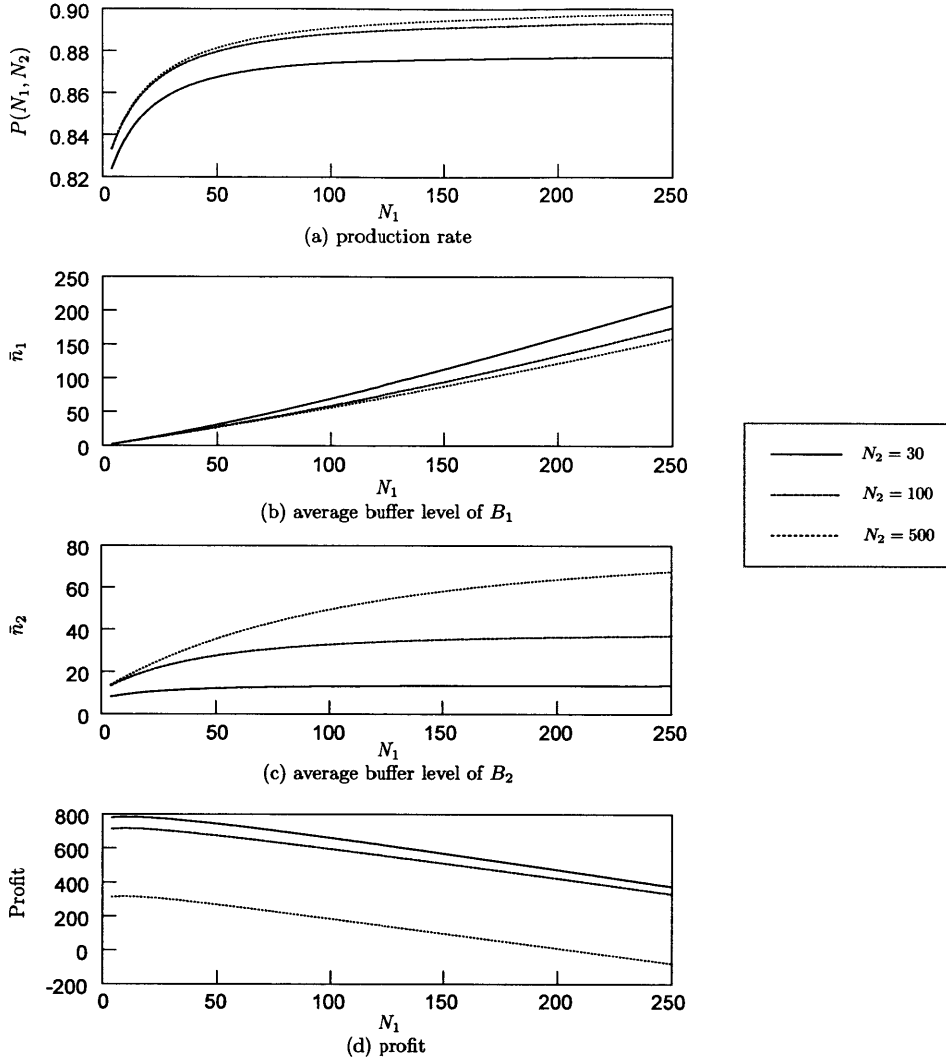 0.90
0.88
0.86
0.84
0.82
P(N₁, N₂)
0 50 100 150 200 250
N₁
(a) production rate
250
200
150
100
50
0
n̄₁
0 50 100 150 200 250
N₁
(b) average buffer level of B₁
N₂ = 30
N₂ = 100
N₂ = 500
80
60
40
20
0
n̄₂
0 50 100 150 200 250
N₁
(c) average buffer level of B₂
800
600
400
200
0
-200
Profit
0 50 100 150 200 250
N₁
(d) profit